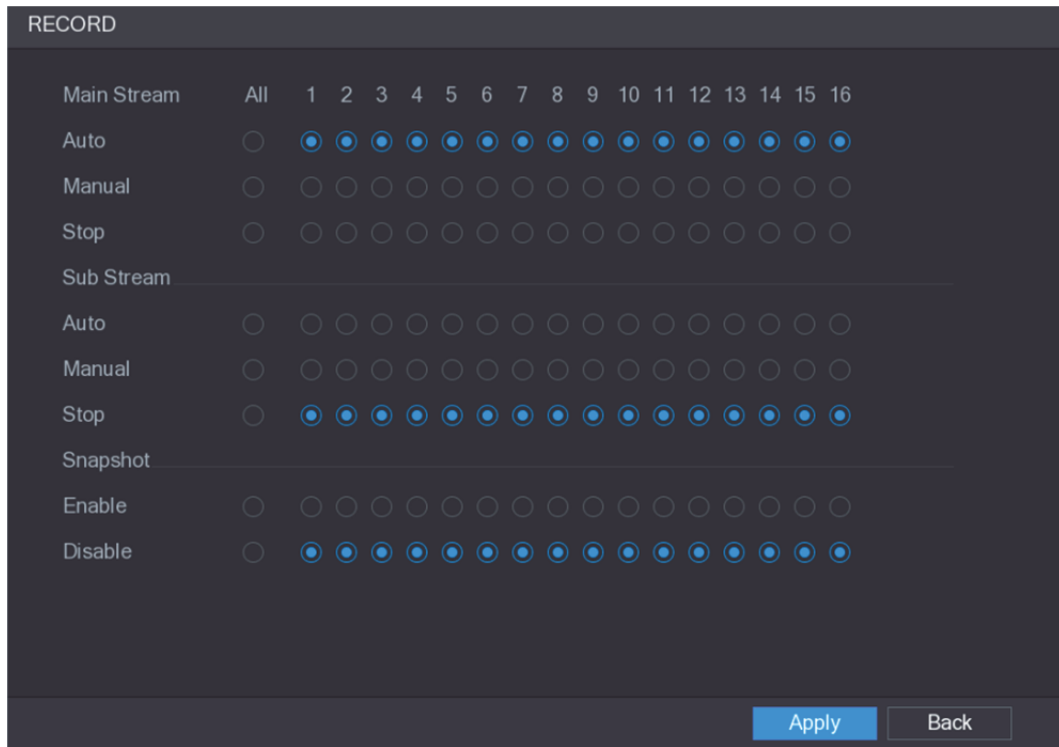 RECORD
Main Stream All 1 2 3 4 5 6 7 8 9 10 11 12 13 14 15 16
Auto
Manual
Stop
Sub Stream
Auto
Manual
Stop
Snapshot
Enable
Disable
Apply Back